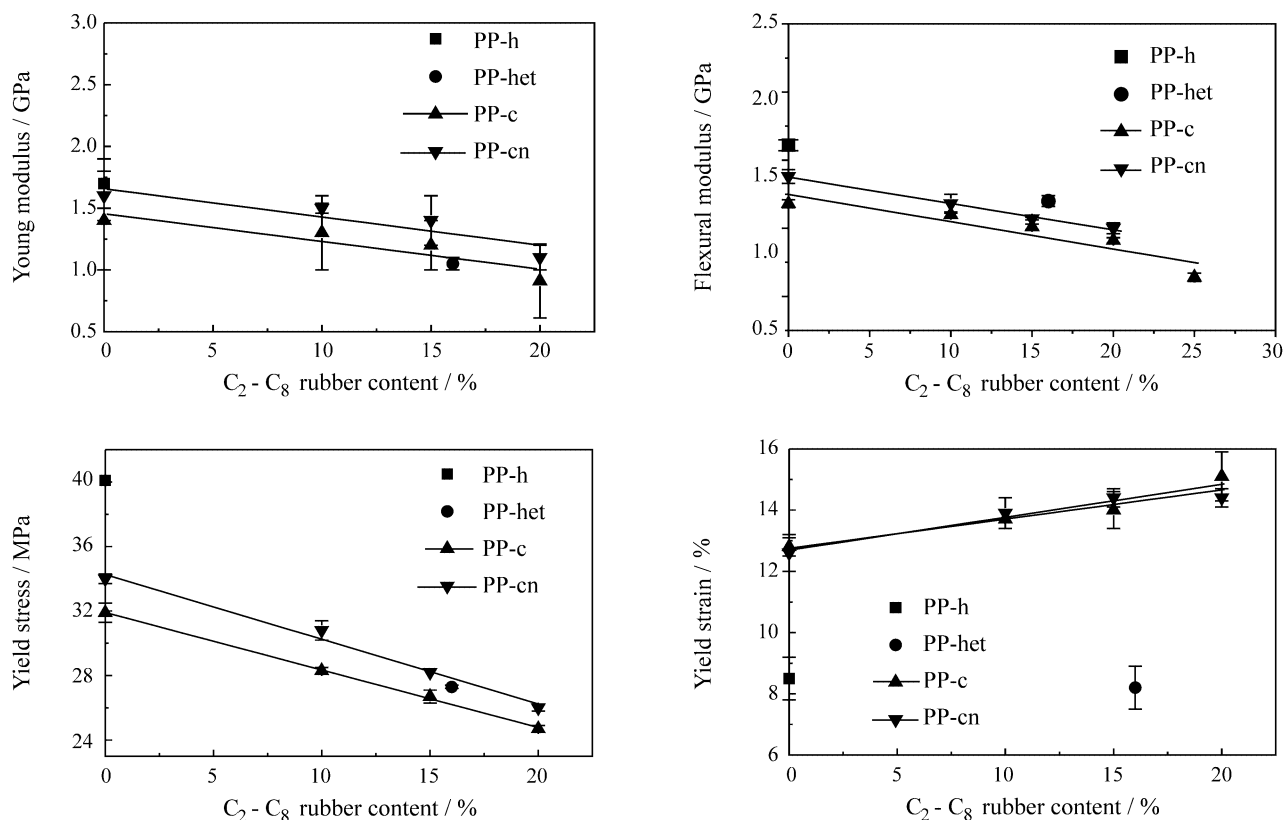 Young modulus / GPa
3.0
2.5
2.0
1.5
1.0
0.5
PP-h
PP-het
PP-c
PP-cn
0 5 10 15 20
C2 - C8 rubber content / %
Flexural modulus / GPa
2.5
2.0
1.5
1.0
0.5
PP-h
PP-het
PP-c
PP-cn
0 5 10 15 20 25 30
C2 - C8 rubber content / %
Yield stress / MPa
40
36
32
28
24
PP-h
PP-het
PP-c
PP-cn
0 5 10 15 20
C2 - C8 rubber content / %
Yield strain / %
16
14
12
10
8
6
PP-h
PP-het
PP-c
PP-cn
0 5 10 15 20
C2 - C8 rubber content / %